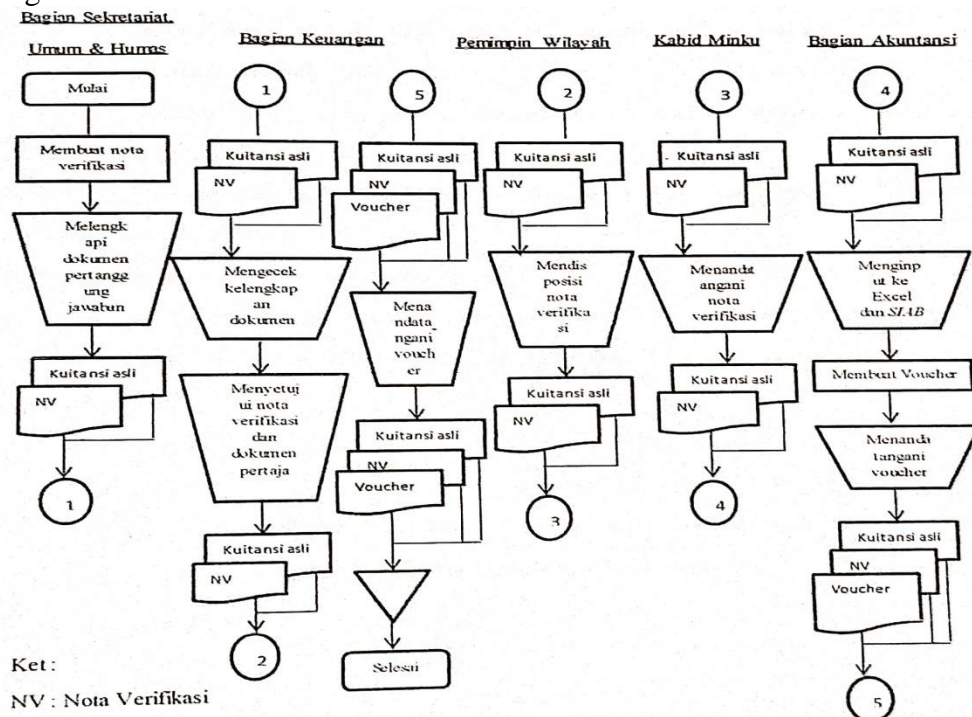 Bagian Sekretariat,
Umum & Humas
Mulai
Membuat nota
verifikasi
Melengk
api
dokumen
pertangg
ung
jawaban
Kuitansi asli
NV
1
Bagian Keuangan
1
Kuitansi asli
NV
Mengecek
kelengkap
an
dokumen
Menyetuj
ui nota
verifikasi
dan
dokumen
pertaja
Kuitansi asli
NV
2
5
Kuitansi asli
NV
Voucher
Mena
ndata
ngani
vouch
er
Kuitansi asli
NV
Voucher
Selesai
Pemimpin Wilayah
2
Kuitansi asli
NV
Mendis
posisi
nota
verifika
si
Kuitansi asli
NV
3
Kabid Minku
3
Kuitansi asli
NV
Menandat
angani
nota
verifikasi
Kuitansi asli
NV
4
Bagian Akuntansi
4
Kuitansi asli
NV
Menginp
ut ke
Excel
dan SIAB
Membuat Voucher
Menanda
tangani
voucher
Kuitansi asli
NV
Voucher
5
Ket :
NV : Nota Verifikasi